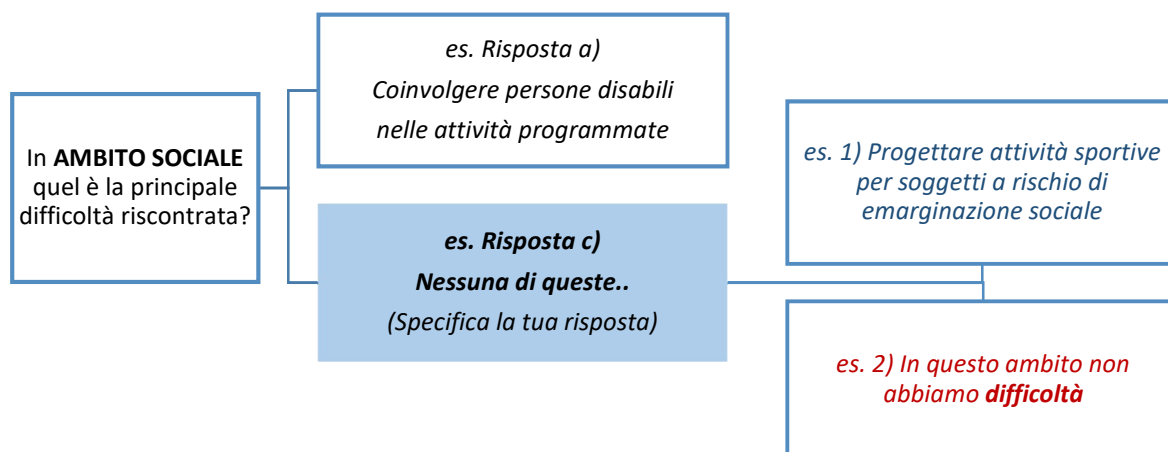 In AMBITO SOCIALE
quel è la principale
difficoltà riscontrata?
es. Risposta a)
Coinvolgere persone disabili
nelle attività programmate
es. Risposta c)
Nessuna di queste..
(Specifica la tua risposta)
es. 1) Progettare attività sportive
per soggetti a rischio di
emarginazione sociale
es. 2) In questo ambito non
abbiamo difficoltà